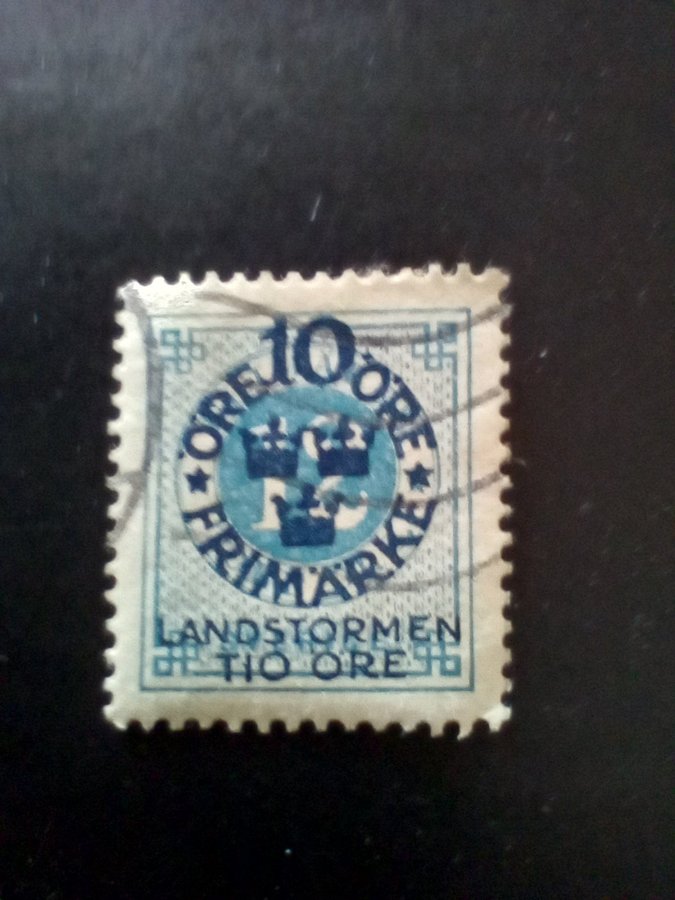 ÖRE 10 ÖRE
FRIMÄRKE
LANDSTORMEN
TIO ÖRE